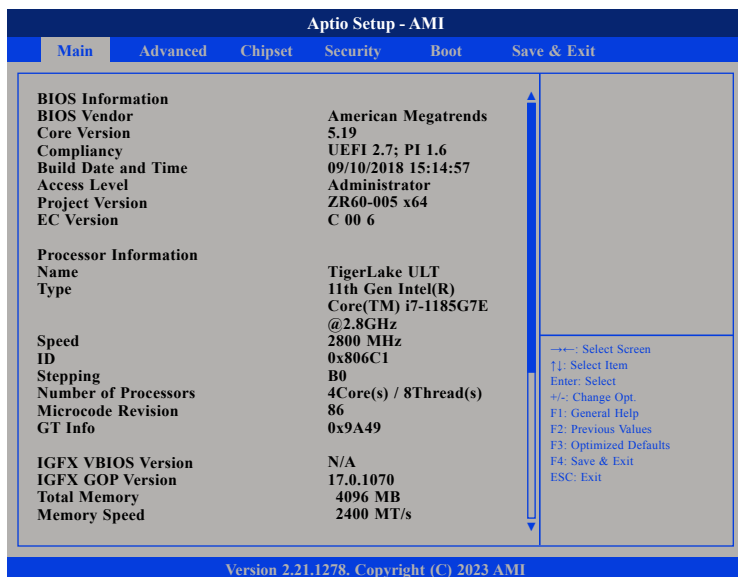 Aptio Setup - AMI
Main Advanced Chipset Security Boot Save & Exit
BIOS Information
BIOS Vendor American Megatrends
Core Version 5.19
Compliancy UEFI 2.7; PI 1.6
Build Date and Time 09/10/2018 15:14:57
Access Level Administrator
Project Version ZR60-005 x64
EC Version C 00 6
Processor Information
Name TigerLake ULT
Type 11th Gen Intel(R)
Core(TM) i7-1185G7E
@2.8GHz
Speed 2800 MHz
ID 0x806C1
Stepping B0
Number of Processors 4Core(s) / 8Thread(s)
Microcode Revision 86
GT Info 0x9A49
IGFX VBIOS Version N/A
IGFX GOP Version 17.0.1070
Total Memory 4096 MB
Memory Speed 2400 MT/s
→←: Select Screen
↑↓: Select Item
Enter: Select
+/-: Change Opt.
F1: General Help
F2: Previous Values
F3: Optimized Defaults
F4: Save & Exit
ESC: Exit
Version 2.21.1278. Copyright (C) 2023 AMI